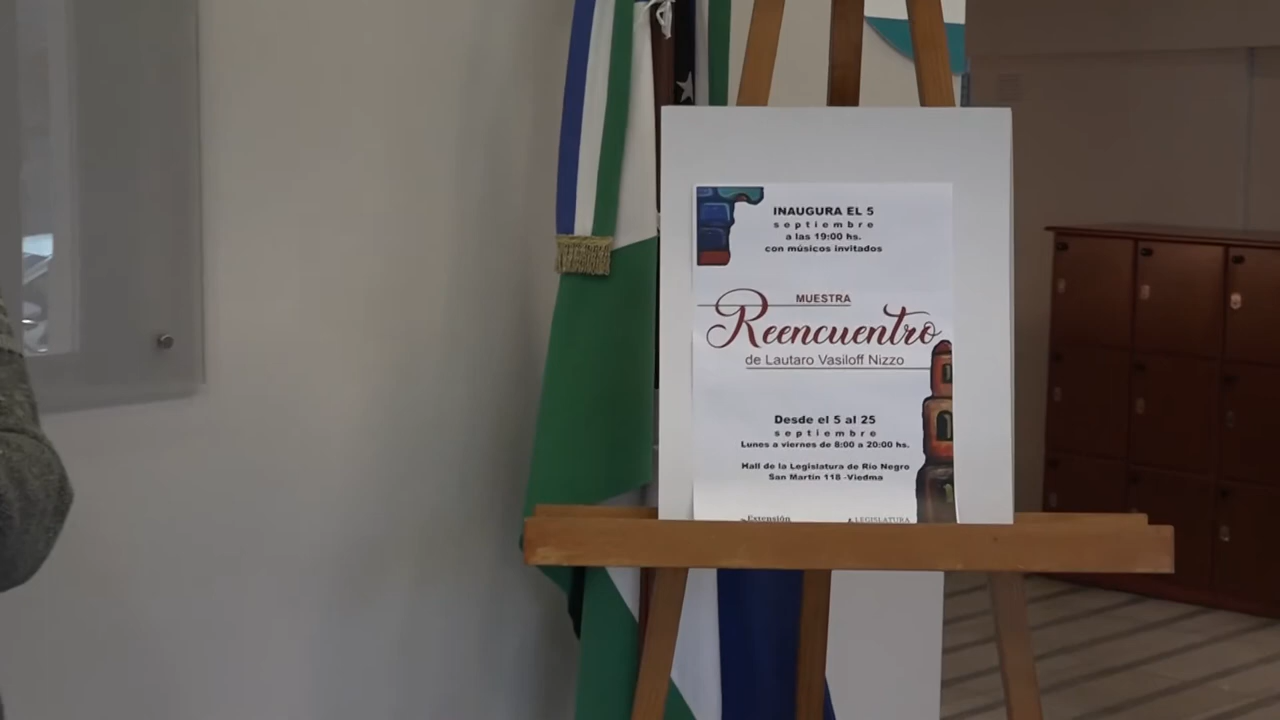 INAUGURA EL 5
septiembre
a las 19:00 hs.
con músicos invitados
MUESTRA
Reencuentro
de Lautaro Vasiloff Nizzo
Desde el 5 al 25
septiembre
Lunes a viernes de 8:00 a 20:00 hs.
Hall de la Legislatura de Río Negro
San Martín 118 -Viedma
Extensión
LEGISLATURA